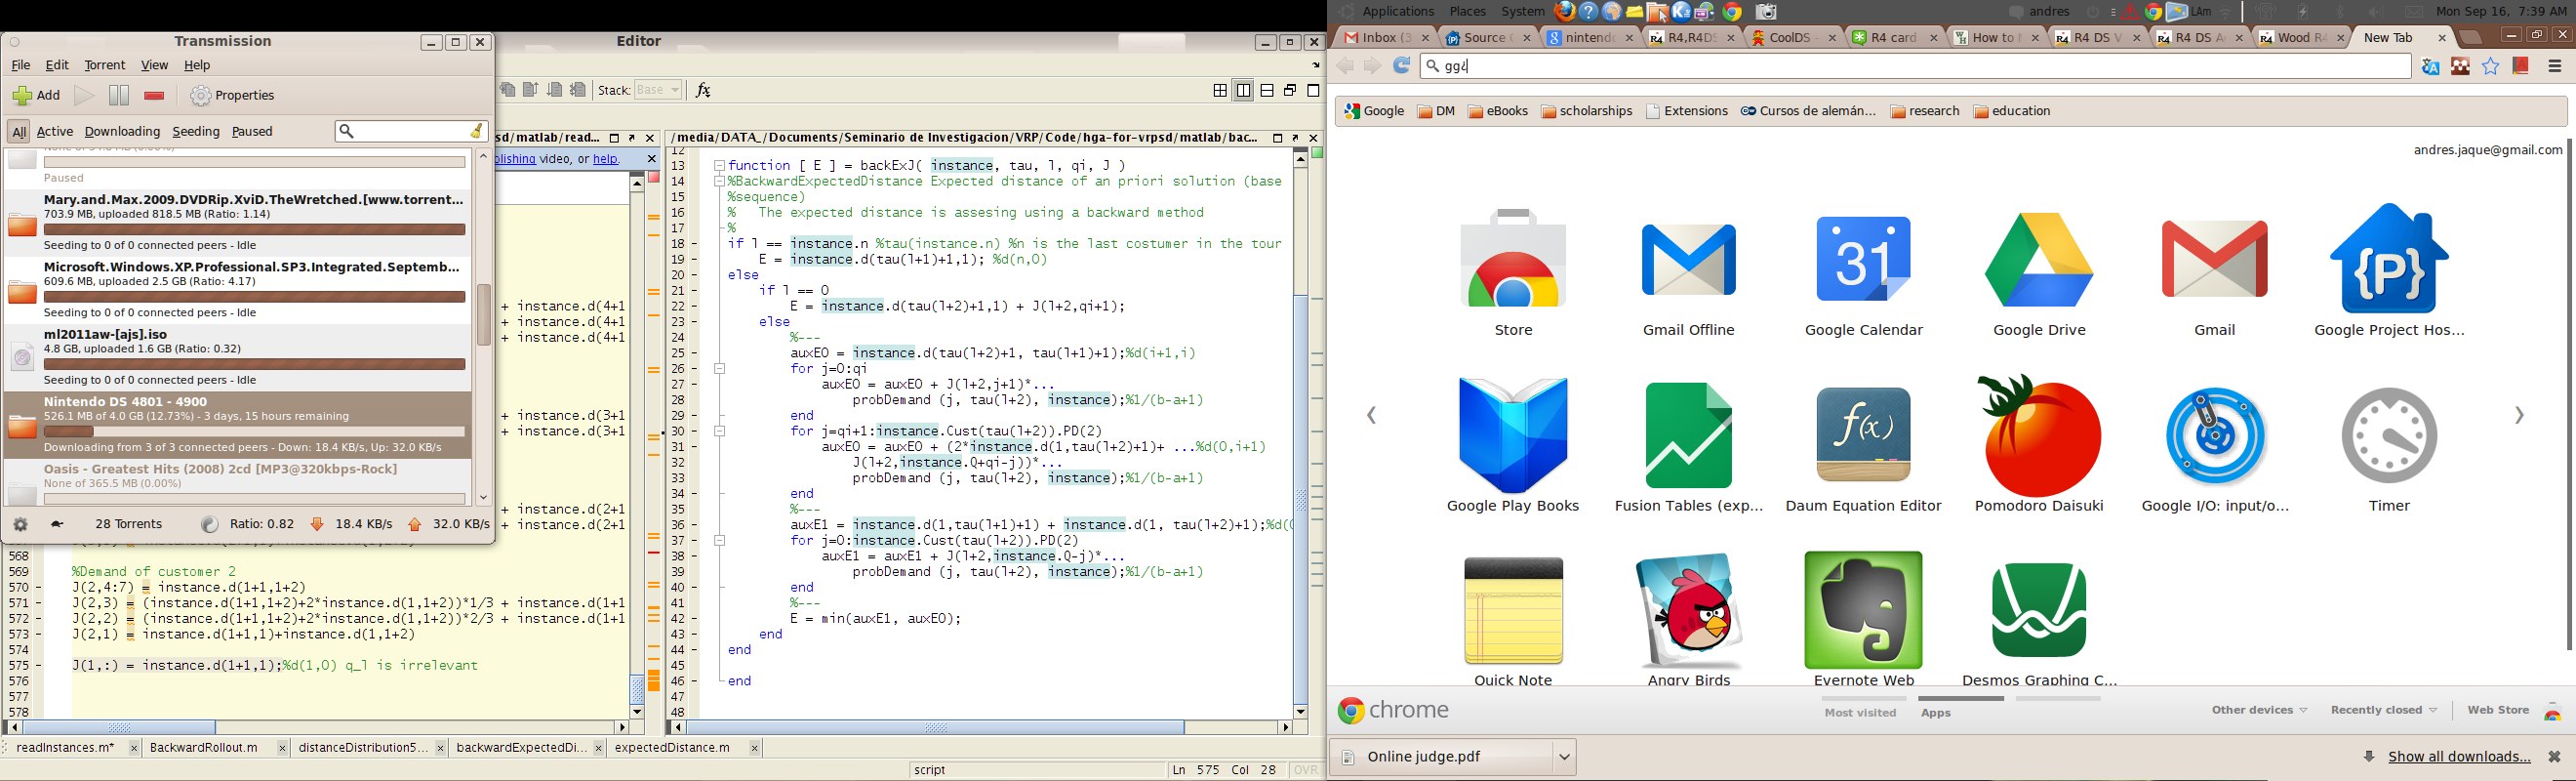 Transmission
File Edit Torrent View Help
Add Properties
All Active Downloading Seeding Paused
Paused
Mary.and.Max.2009.DVDRip.XviD.TheWretched.[www.torrent...
703.9 MB, uploaded 818.5 MB (Ratio: 1.14)
Seeding to 0 of 0 connected peers - Idle
Microsoft.Windows.XP.Professional.SP3.Integrated.Septemb...
609.6 MB, uploaded 2.5 GB (Ratio: 4.17)
Seeding to 0 of 0 connected peers - Idle
ml2011aw-[ajs].iso
4.8 GB, uploaded 1.6 GB (Ratio: 0.32)
Seeding to 0 of 0 connected peers - Idle
Nintendo DS 4801 - 4900
526.1 MB of 4.0 GB (12.73%) - 3 days, 15 hours remaining
Downloading from 3 of 3 connected peers - Down: 18.4 KB/s, Up: 32.0 KB/s
Oasis - Greatest Hits (2008) 2cd [MP3@320kbps-Rock]
None of 365.5 MB (0.00%)
28 Torrents Ratio: 0.82 18.4 KB/s 32.0 KB/s
Editor
Stack: Base fx
sd/matlab/read...
blishing video, or help.
+ instance.d(4+1
+ instance.d(4+1
+ instance.d(4+1
+ instance.d(3+1
+ instance.d(3+1
+ instance.d(2+1
+ instance.d(2+1
568
569 %Demand of customer 2
570 - J(2,4:7) = instance.d(1+1,1+2)
571 - J(2,3) = (instance.d(1+1,1+2)+2*instance.d(1,1+2))*1/3 + instance.d(1+1
572 - J(2,2) = (instance.d(1+1,1+2)+2*instance.d(1,1+2))*2/3 + instance.d(1+1
573 - J(2,1) = instance.d(1+1,1)+instance.d(1,1+2)
574
575 - J(1,:) = instance.d(1+1,1);%d(1,0) q_l is irrelevant
576
577
578
/media/DATA_/Documents/Seminario de Investigacion/VRP/Code/hga-for-vrpsd/matlab/bac...
12
13 function [ E ] = backExJ( instance, tau, l, qi, J )
14 %BackwardExpectedDistance Expected distance of an priori solution (base
15 %sequence)
16 % The expected distance is assesing using a backward method
17 %
18 - if l == instance.n %tau(instance.n) %n is the last costumer in the tour
19 - E = instance.d(tau(l+1)+1,1); %d(n,0)
20 - else
21 - if l == 0
22 - E = instance.d(tau(l+2)+1,1) + J(l+2,qi+1);
23 - else
24 %---
25 - auxE0 = instance.d(tau(l+2)+1, tau(l+1)+1);%d(i+1,i)
26 - for j=0:qi
27 - auxE0 = auxE0 + J(l+2,j+1)*...
28 probDemand (j, tau(l+2), instance);%1/(b-a+1)
29 - end
30 - for j=qi+1:instance.Cust(tau(l+2)).PD(2)
31 - auxE0 = auxE0 + (2*instance.d(1,tau(l+2)+1)+ ...%d(0,i+1)
32 J(l+2,instance.Q+qi-j))*...
33 probDemand (j, tau(l+2), instance);%1/(b-a+1)
34 - end
35 %---
36 - auxE1 = instance.d(1,tau(l+1)+1) + instance.d(1, tau(l+2)+1);%d(0
37 - for j=0:instance.Cust(tau(l+2)).PD(2)
38 - auxE1 = auxE1 + J(l+2,instance.Q-j)*...
39 probDemand (j, tau(l+2), instance);%1/(b-a+1)
40 - end
41 %---
42 - E = min(auxE1, auxE0);
43 - end
44 - end
45
46 - end
47
48
readInstances.m* BackwardRollout.m distanceDistribution5... backwardExpectedDi... expectedDistance.m
script Ln 575 Col 28 OVR
Applications Places System andres LAm Mon Sep 16, 7:39 AM
Inbox (3 Source C nintendo R4,R4DS CoolDS - R4 card How to R4 DS V R4 DS A Wood R4 New Tab
gg4
Google DM eBooks scholarships Extensions Cursos de alemán... research education
andres.jaque@gmail.com
31
{P}
Store Gmail Offline Google Calendar Google Drive Gmail Google Project Hos...
f(x)
Google Play Books Fusion Tables (exp... Daum Equation Editor Pomodoro Daisuki Google I/O: input/o... Timer
Quick Note Angry Birds Evernote Web Desmos Graphing C...
chrome Most visited Apps Other devices Recently closed Web Store
Online judge.pdf Show all downloads...